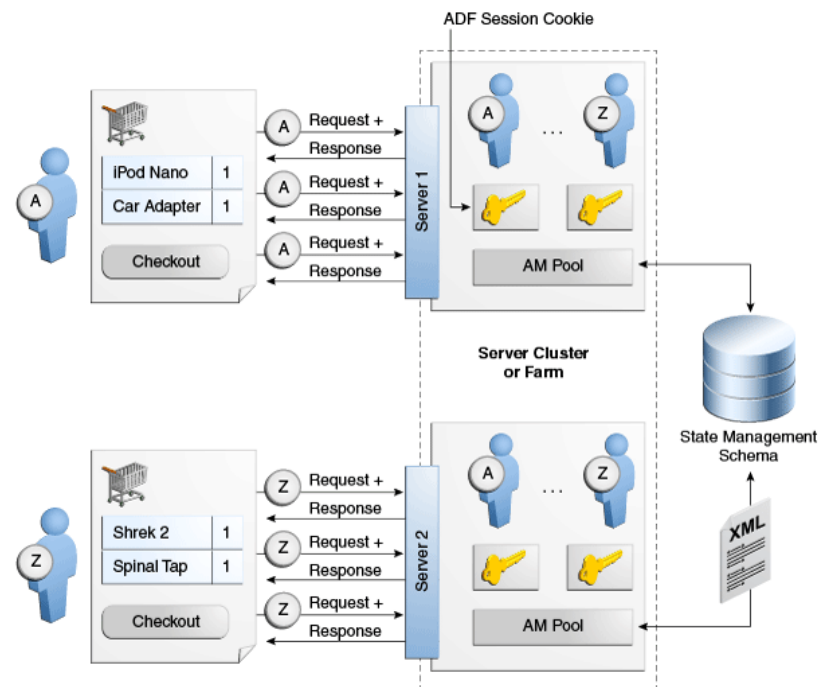 ADF Session Cookie
A
iPod Nano 1
Car Adapter 1
Checkout
A
Request +
Response
A
Request +
Response
A
Request +
Response
Server 1
A ... Z
AM Pool
Server Cluster
or Farm
State Management
Schema
XML
Z
Shrek 2 1
Spinal Tap 1
Checkout
Z
Request +
Response
Z
Request +
Response
Z
Request +
Response
Server 2
A ... Z
AM Pool